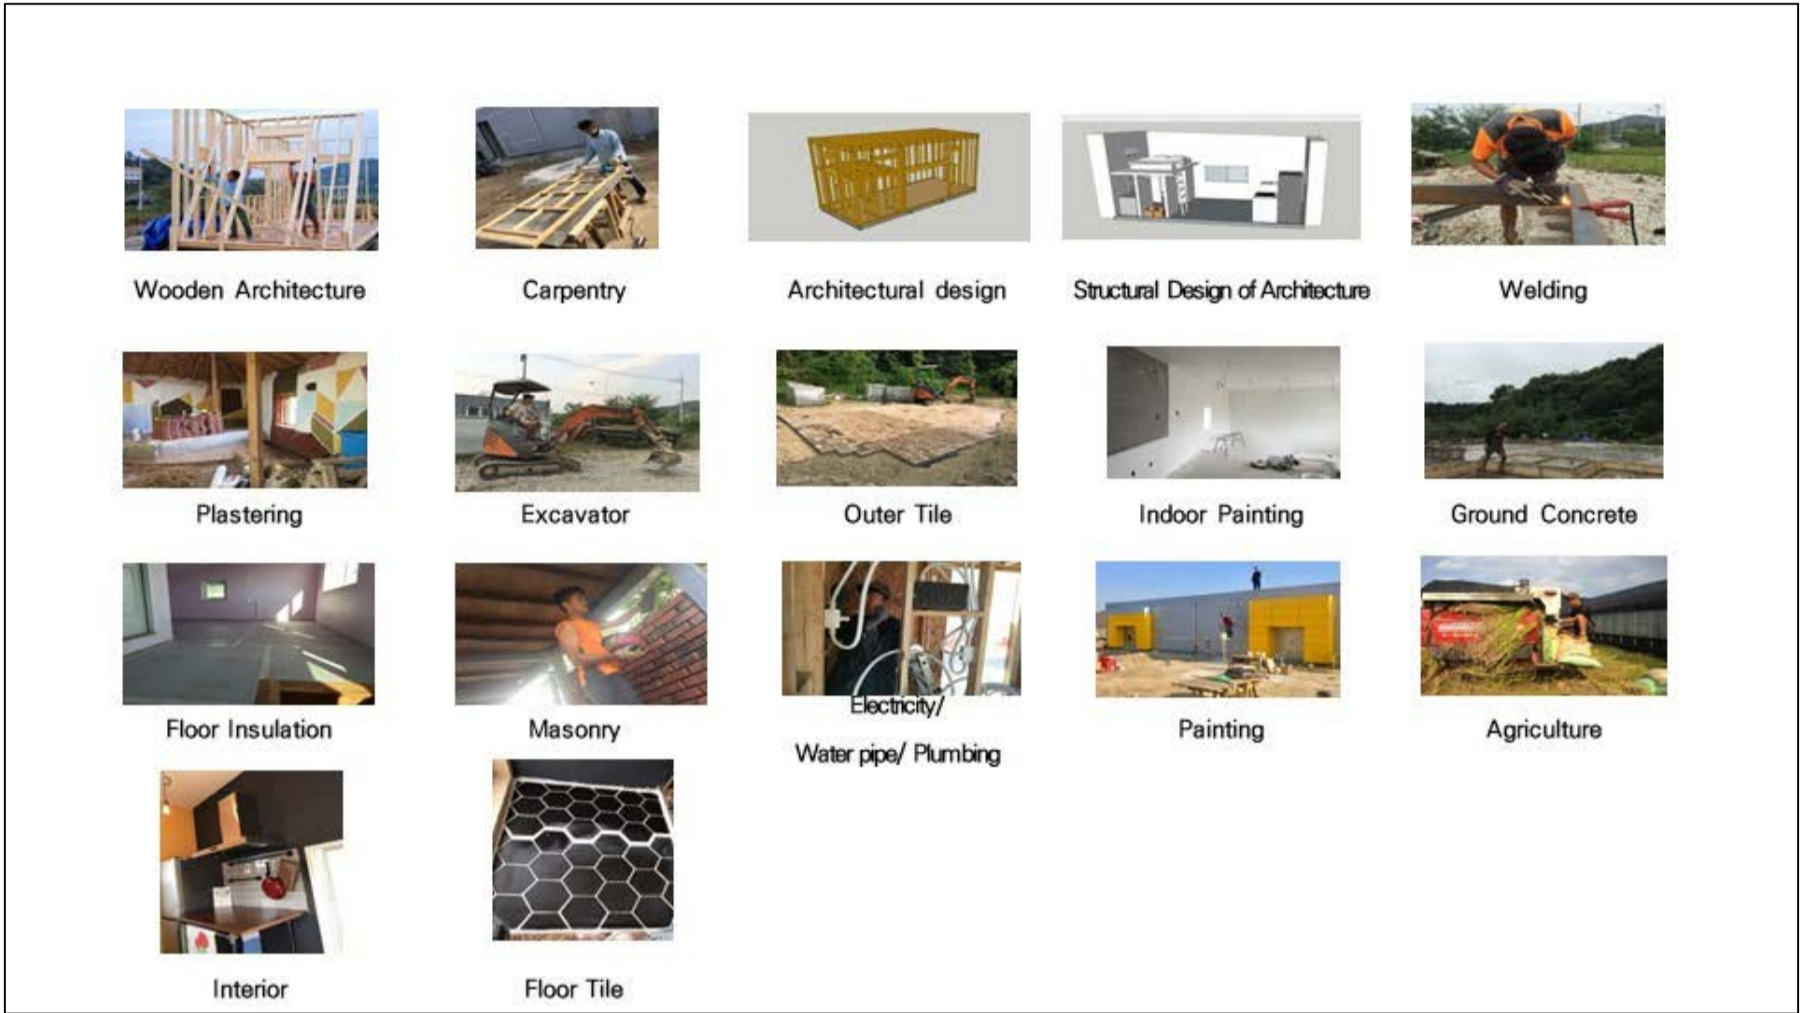 Wooden Architecture
Carpentry
Architectural design
Structural Design of Architecture
Welding
Plastering
Excavator
Outer Tile
Indoor Painting
Ground Concrete
Floor Insulation
Masonry
Electricity/
Water pipe/ Plumbing
Painting
Agriculture
Interior
Floor Tile